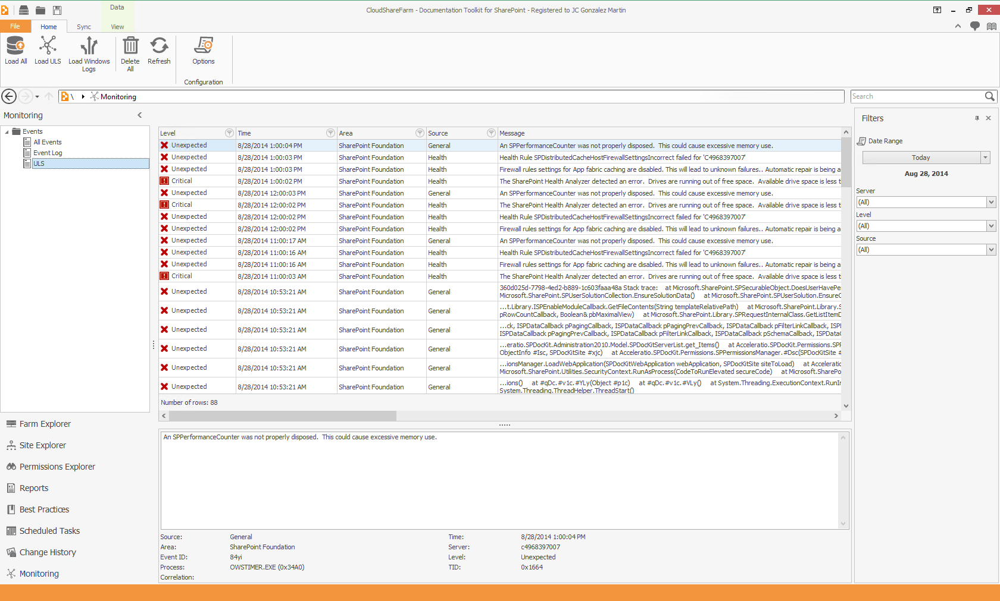 Data
CloudShareFarm - Documentation Toolkit for SharePoint - Registered to JC Gonzalez Martin
File Home Sync View
Load All Load ULS Load Windows Logs Delete All Refresh Options
Configuration
\ Monitoring
Search
Monitoring
Events
All Events
Event Log
ULS
Level Time Area Source Message
Unexpected 8/28/2014 1:00:04 PM SharePoint Foundation General An SPPerformanceCounter was not properly disposed. This could cause excessive memory use.
Unexpected 8/28/2014 1:00:03 PM SharePoint Foundation Health Health Rule SPDistributedCacheHostFirewallSettingsIncorrect failed for 'C4968397007'
Unexpected 8/28/2014 1:00:03 PM SharePoint Foundation Health Firewall rules settings for App fabric caching are disabled. This will lead to unknown failures.. Automatic repair is being a
Critical 8/28/2014 1:00:02 PM SharePoint Foundation Health The SharePoint Health Analyzer detected an error. Drives are running out of free space. Available drive space is less t
Unexpected 8/28/2014 12:00:03 PM SharePoint Foundation General An SPPerformanceCounter was not properly disposed. This could cause excessive memory use.
Critical 8/28/2014 12:00:02 PM SharePoint Foundation Health The SharePoint Health Analyzer detected an error. Drives are running out of free space. Available drive space is less t
Unexpected 8/28/2014 12:00:02 PM SharePoint Foundation Health Health Rule SPDistributedCacheHostFirewallSettingsIncorrect failed for 'C4968397007'
Unexpected 8/28/2014 12:00:02 PM SharePoint Foundation Health Firewall rules settings for App fabric caching are disabled. This will lead to unknown failures.. Automatic repair is being a
Unexpected 8/28/2014 11:00:17 AM SharePoint Foundation General An SPPerformanceCounter was not properly disposed. This could cause excessive memory use.
Unexpected 8/28/2014 11:00:16 AM SharePoint Foundation Health Health Rule SPDistributedCacheHostFirewallSettingsIncorrect failed for 'C4968397007'
Unexpected 8/28/2014 11:00:16 AM SharePoint Foundation Health Firewall rules settings for App fabric caching are disabled. This will lead to unknown failures.. Automatic repair is being a
Critical 8/28/2014 11:00:03 AM SharePoint Foundation Health The SharePoint Health Analyzer detected an error. Drives are running out of free space. Available drive space is less t
Unexpected 8/28/2014 10:53:21 AM SharePoint Foundation General 360d025d-7798-4ed2-b889-1c603faaa48a Stack trace: at Microsoft.SharePoint.SPSecurableObject.DoesUserHavePe
Microsoft.SharePoint.SPUserSolutionCollection.EnsureSolutionData() at Microsoft.SharePoint.SPUserSolution.EnsureC
Unexpected 8/28/2014 10:53:21 AM SharePoint Foundation General ...t.Library.ISPEnableModuleCallback.GetFileContents(String templateRelativePath) at Microsoft.SharePoint.Library.S
pRowCountCallback, Boolean& pbMaximalView) at Microsoft.SharePoint.Library.SPRequestInternalClass.GetListItemD
Unexpected 8/28/2014 10:53:21 AM SharePoint Foundation General ...ck, ISPDataCallback pPagingCallback, ISPDataCallback pPagingPrevCallback, ISPDataCallback pFilterLinkCallback, ISPI
ISPDataCallback pPagingPrevCallback, ISPDataCallback pFilterLinkCallback, ISPDataCallback pSchemaCallback, ISPDataC
Unexpected 8/28/2014 10:53:21 AM SharePoint Foundation General ...eratio.SPDocKit.Administration2010.Model.SPDocKitServerList.get_Items() at Acceleratio.SPDocKit.Permissions.SPF
ObjectInfo #Isc, SPDocKitSite #xjc) at Acceleratio.SPDocKit.Permissions.SPPermissionsManager.#Dsc(SPDocKitSite #
Unexpected 8/28/2014 10:53:21 AM SharePoint Foundation General ...ionsManager.LoadWebApplication(SPDocKitWebApplication webApplication, SPDocKitSite siteToLoad) at Acceleratio
Microsoft.SharePoint.Utilities.SecurityContext.RunAsProcess(CodeToRunElevated secureCode) at Microsoft.SharePo
Unexpected 8/28/2014 10:53:21 AM SharePoint Foundation General ...ions() at #qDc.#v1c.#YLy(Object #p1c) at #qDc.#v1c.#VLy() at System.Threading.ExecutionContext.RunIr
System.Threading.ThreadHelper.ThreadStart()
Number of rows: 88
Filters
Date Range
Today
Aug 28, 2014
Server
(All)
Level
(All)
Source
(All)
Farm Explorer
Site Explorer
Permissions Explorer
Reports
Best Practices
Scheduled Tasks
Change History
Monitoring
An SPPerformanceCounter was not properly disposed. This could cause excessive memory use.
Source: General Time: 8/28/2014 1:00:04 PM
Area: SharePoint Foundation Server: c4968397007
Event ID: 84yi Level: Unexpected
Process: OWSTIMER.EXE (0x34A0) TID: 0x1664
Correlation: